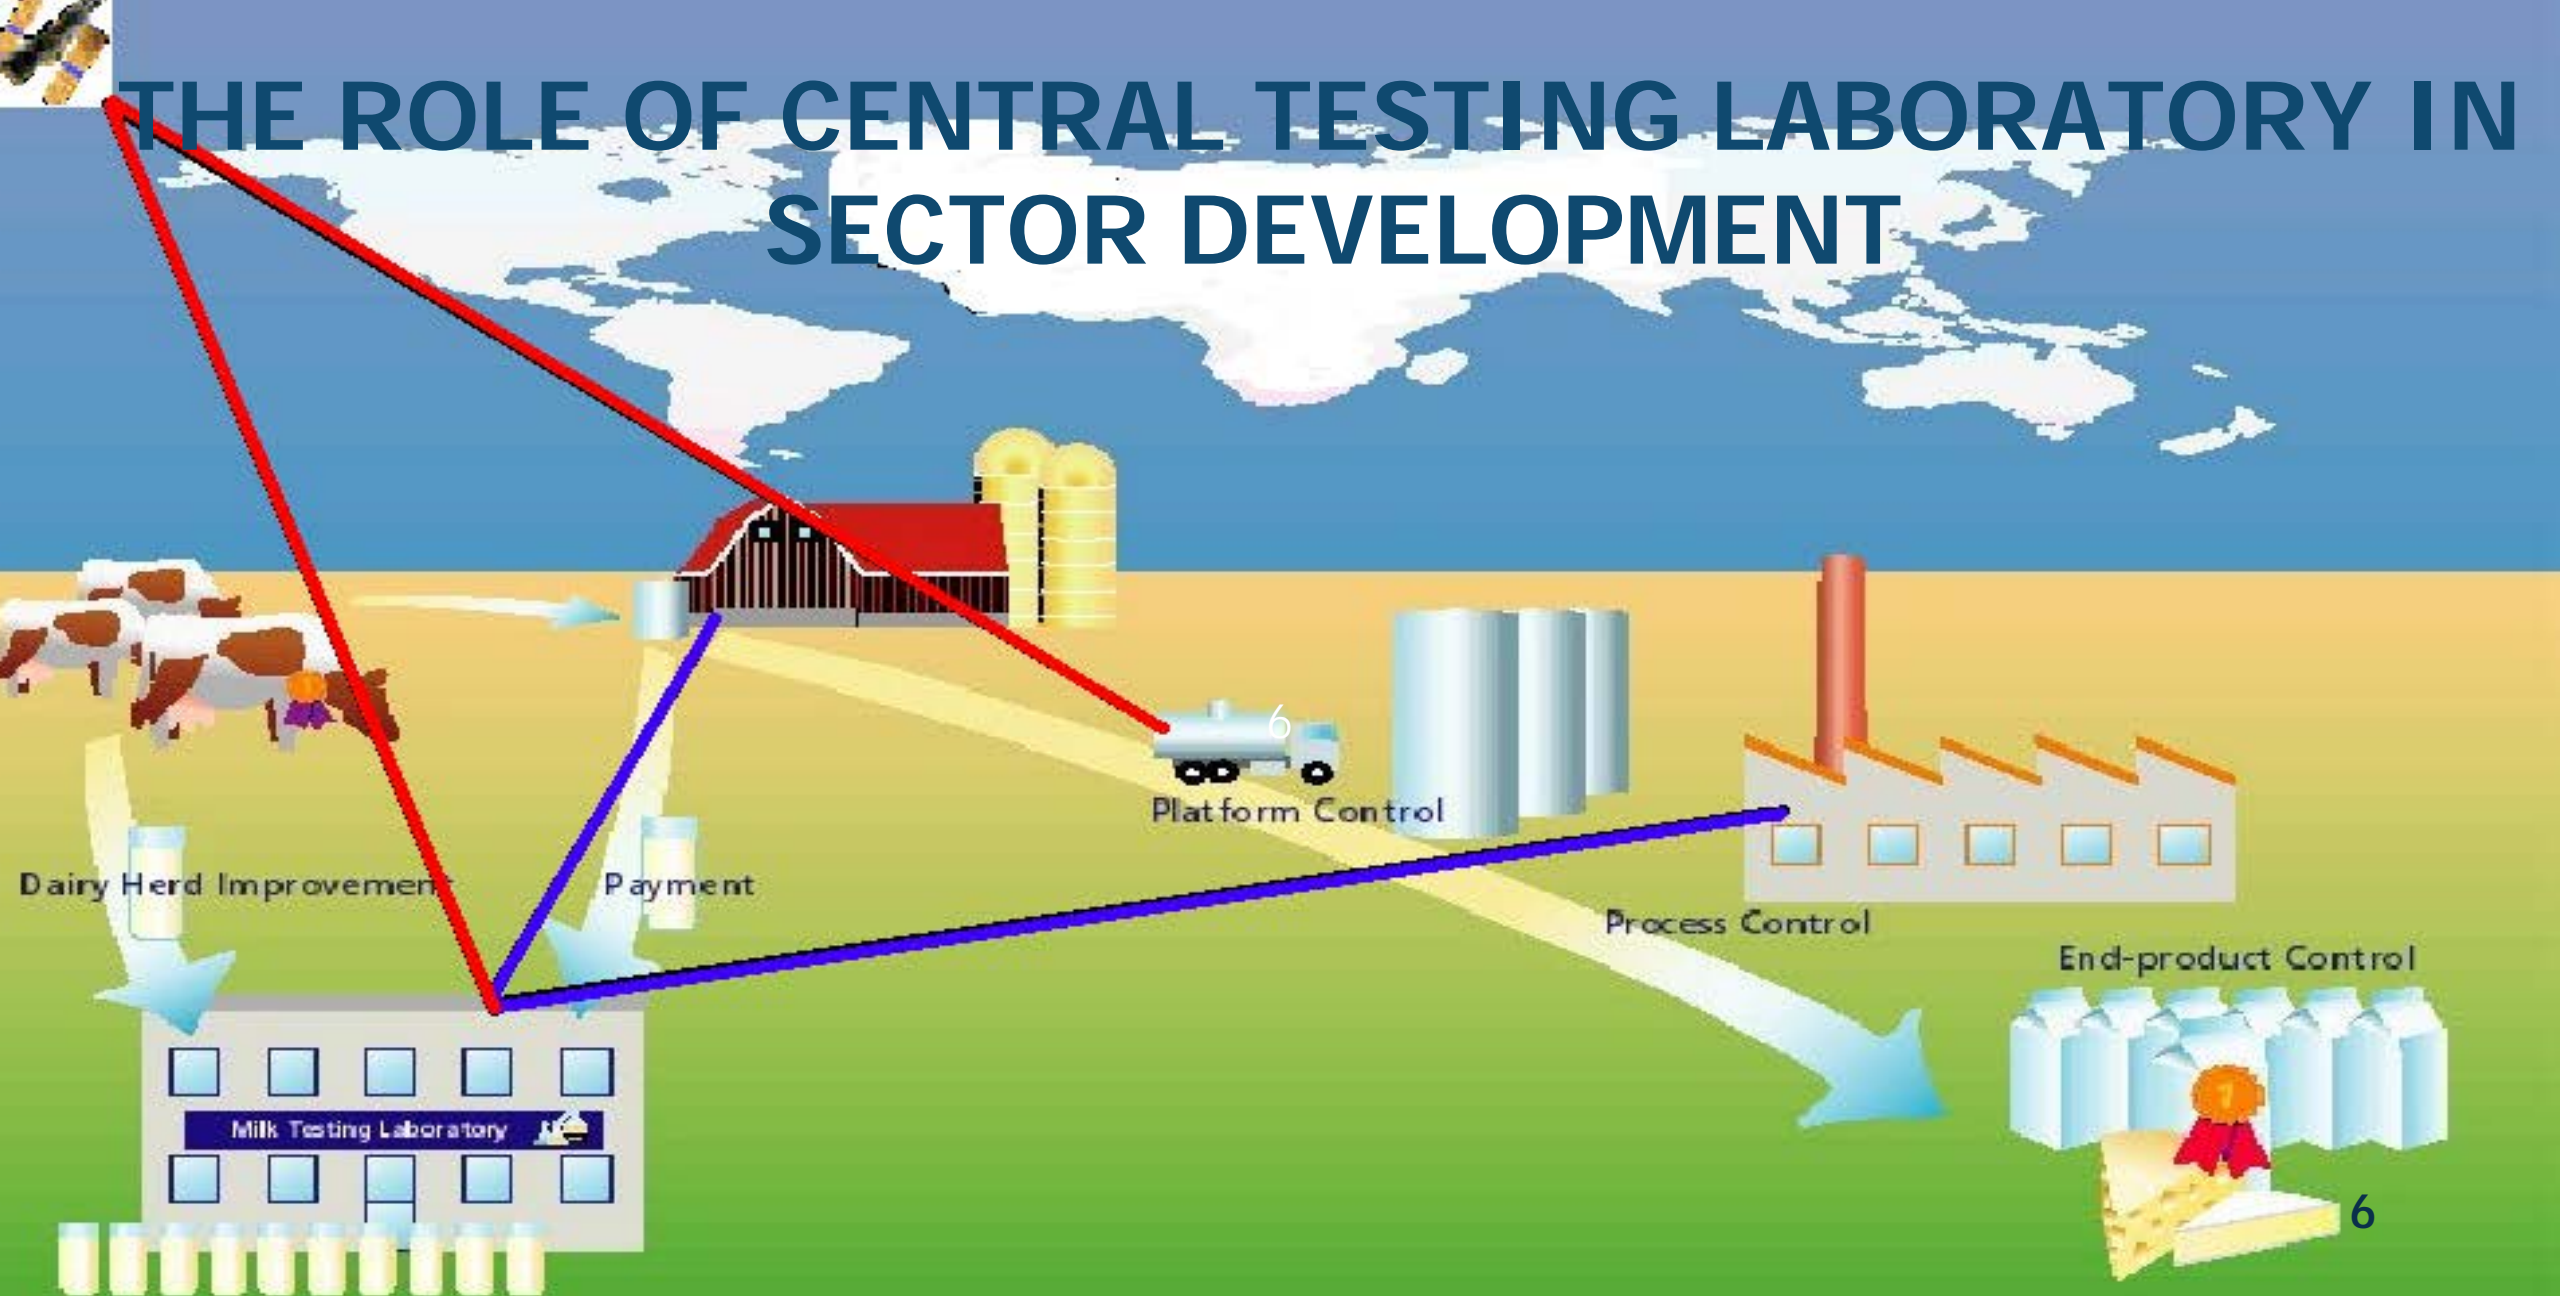 THE ROLE OF CENTRAL TESTING LABORATORY IN
SECTOR DEVELOPMENT
6
Platform Control
Dairy Herd Improvement
Payment
Process Control
End-product Control
Milk Testing Laboratory
1
6